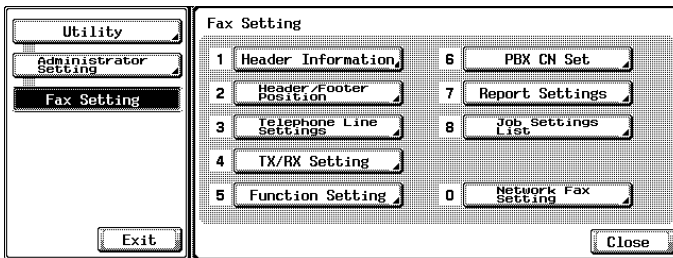 Utility
Administrator
Setting
Fax Setting
Exit
Fax Setting
1 Header Information
2 Header/Footer
Position
3 Telephone Line
Settings
4 TX/RX Setting
5 Function Setting
6 PBX CN Set
7 Report Settings
8 Job Settings
List
0 Network Fax
Setting
Close